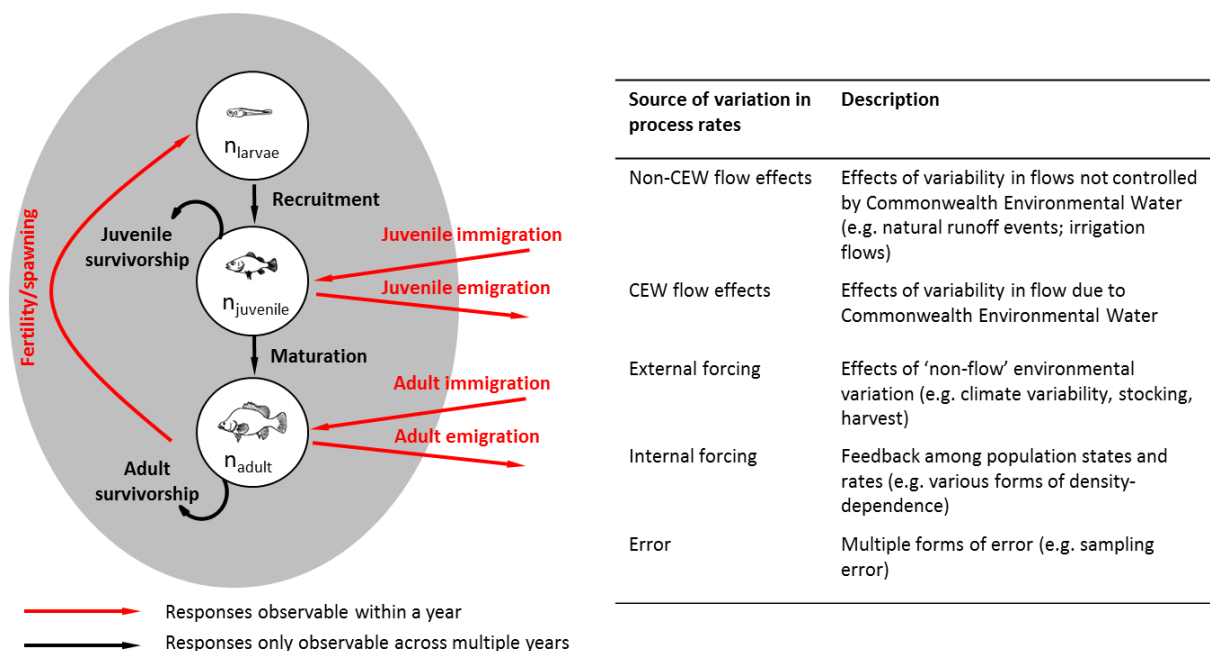 n larvae
Recruitment
Juvenile
survivorship
Fertility/spawning
Juvenile immigration
n juvenile
Juvenile emigration
Maturation
Adult immigration
n adult
Adult emigration
Adult
survivorship
Responses observable within a year
Responses only observable across multiple years
Source of variation in
process rates
Description
Non-CEW flow effects
Effects of variability in flows not controlled
by Commonwealth Environmental Water
(e.g. natural runoff events; irrigation
flows)
CEW flow effects
Effects of variability in flow due to
Commonwealth Environmental Water
External forcing
Effects of ‘non-flow’ environmental
variation (e.g. climate variability, stocking,
harvest)
Internal forcing
Feedback among population states and
rates (e.g. various forms of density-
dependence)
Error
Multiple forms of error (e.g. sampling
error)